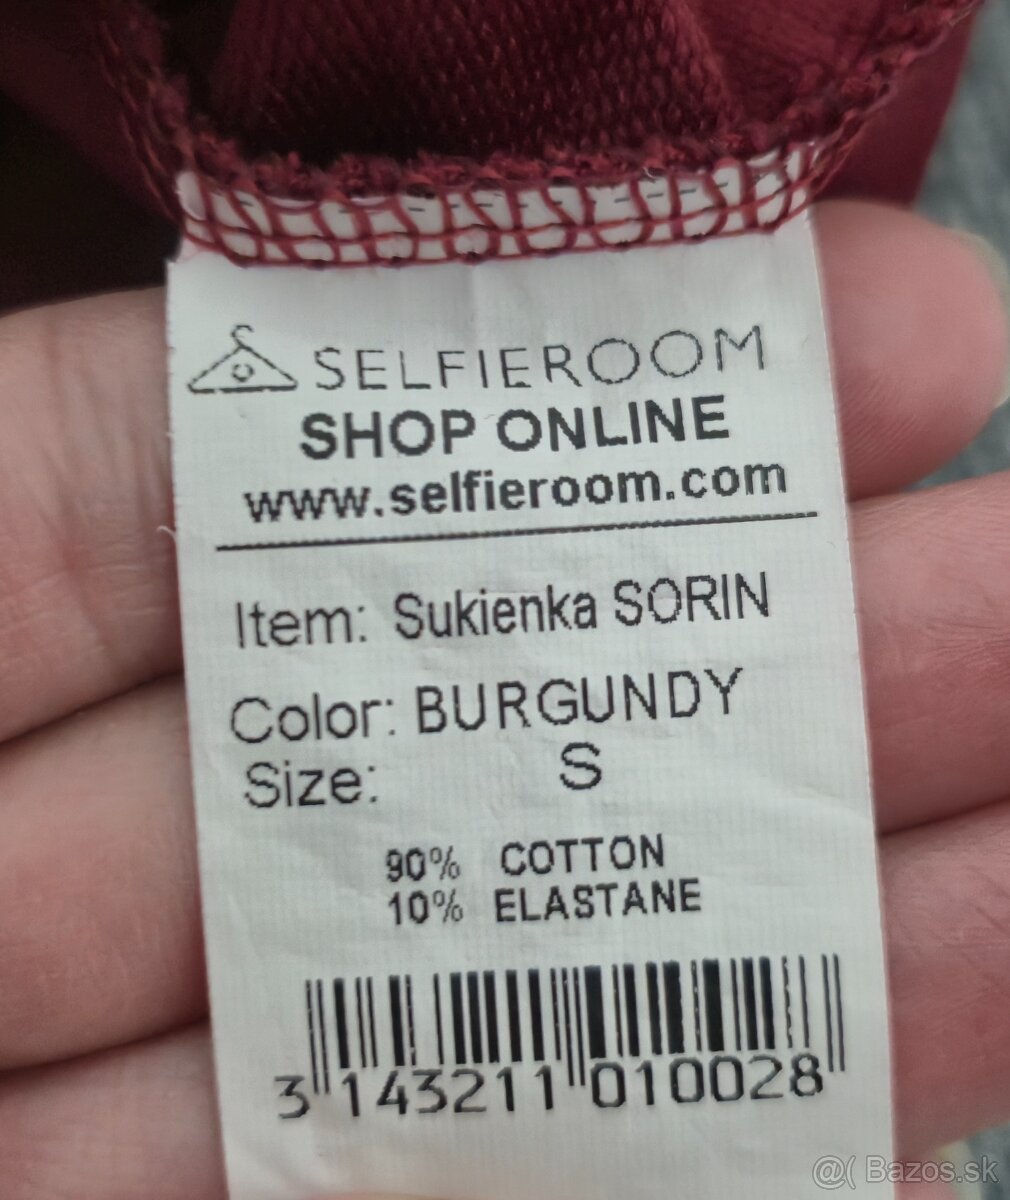 SELFIEROOM
SHOP ONLINE
www.selfieroom.com
Item: Sukienka SORIN
Color: BURGUNDY
Size: S
90% COTTON
10% ELASTANE
3 143211 010028
@( Bazos.sk